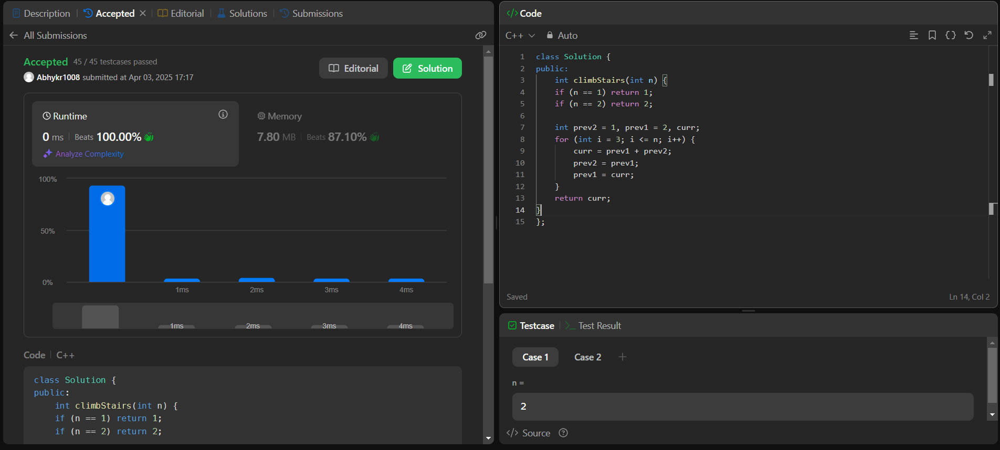 Description | Accepted × | Editorial | Solutions | Submissions
← All Submissions
Accepted 45 / 45 testcases passed
Abhykr1008 submitted at Apr 03, 2025 17:17
Editorial
Solution
Runtime
0 ms | Beats 100.00%
Analyze Complexity
Memory
7.80 MB | Beats 87.10%
100%
50%
0%
1ms 2ms 3ms 4ms
1ms 2ms 3ms 4ms
Code | C++
class Solution {
public:
    int climbStairs(int n) {
    if (n == 1) return 1;
    if (n == 2) return 2;
</> Code
C++ Auto
1 class Solution {
2 public:
3     int climbStairs(int n) {
4     if (n == 1) return 1;
5     if (n == 2) return 2;
6
7     int prev2 = 1, prev1 = 2, curr;
8     for (int i = 3; i <= n; i++) {
9         curr = prev1 + prev2;
10         prev2 = prev1;
11         prev1 = curr;
12     }
13     return curr;
14 }
15 };
Saved
Ln 14, Col 2
Testcase | >_ Test Result
Case 1 Case 2 +
n =
2
</> Source ?